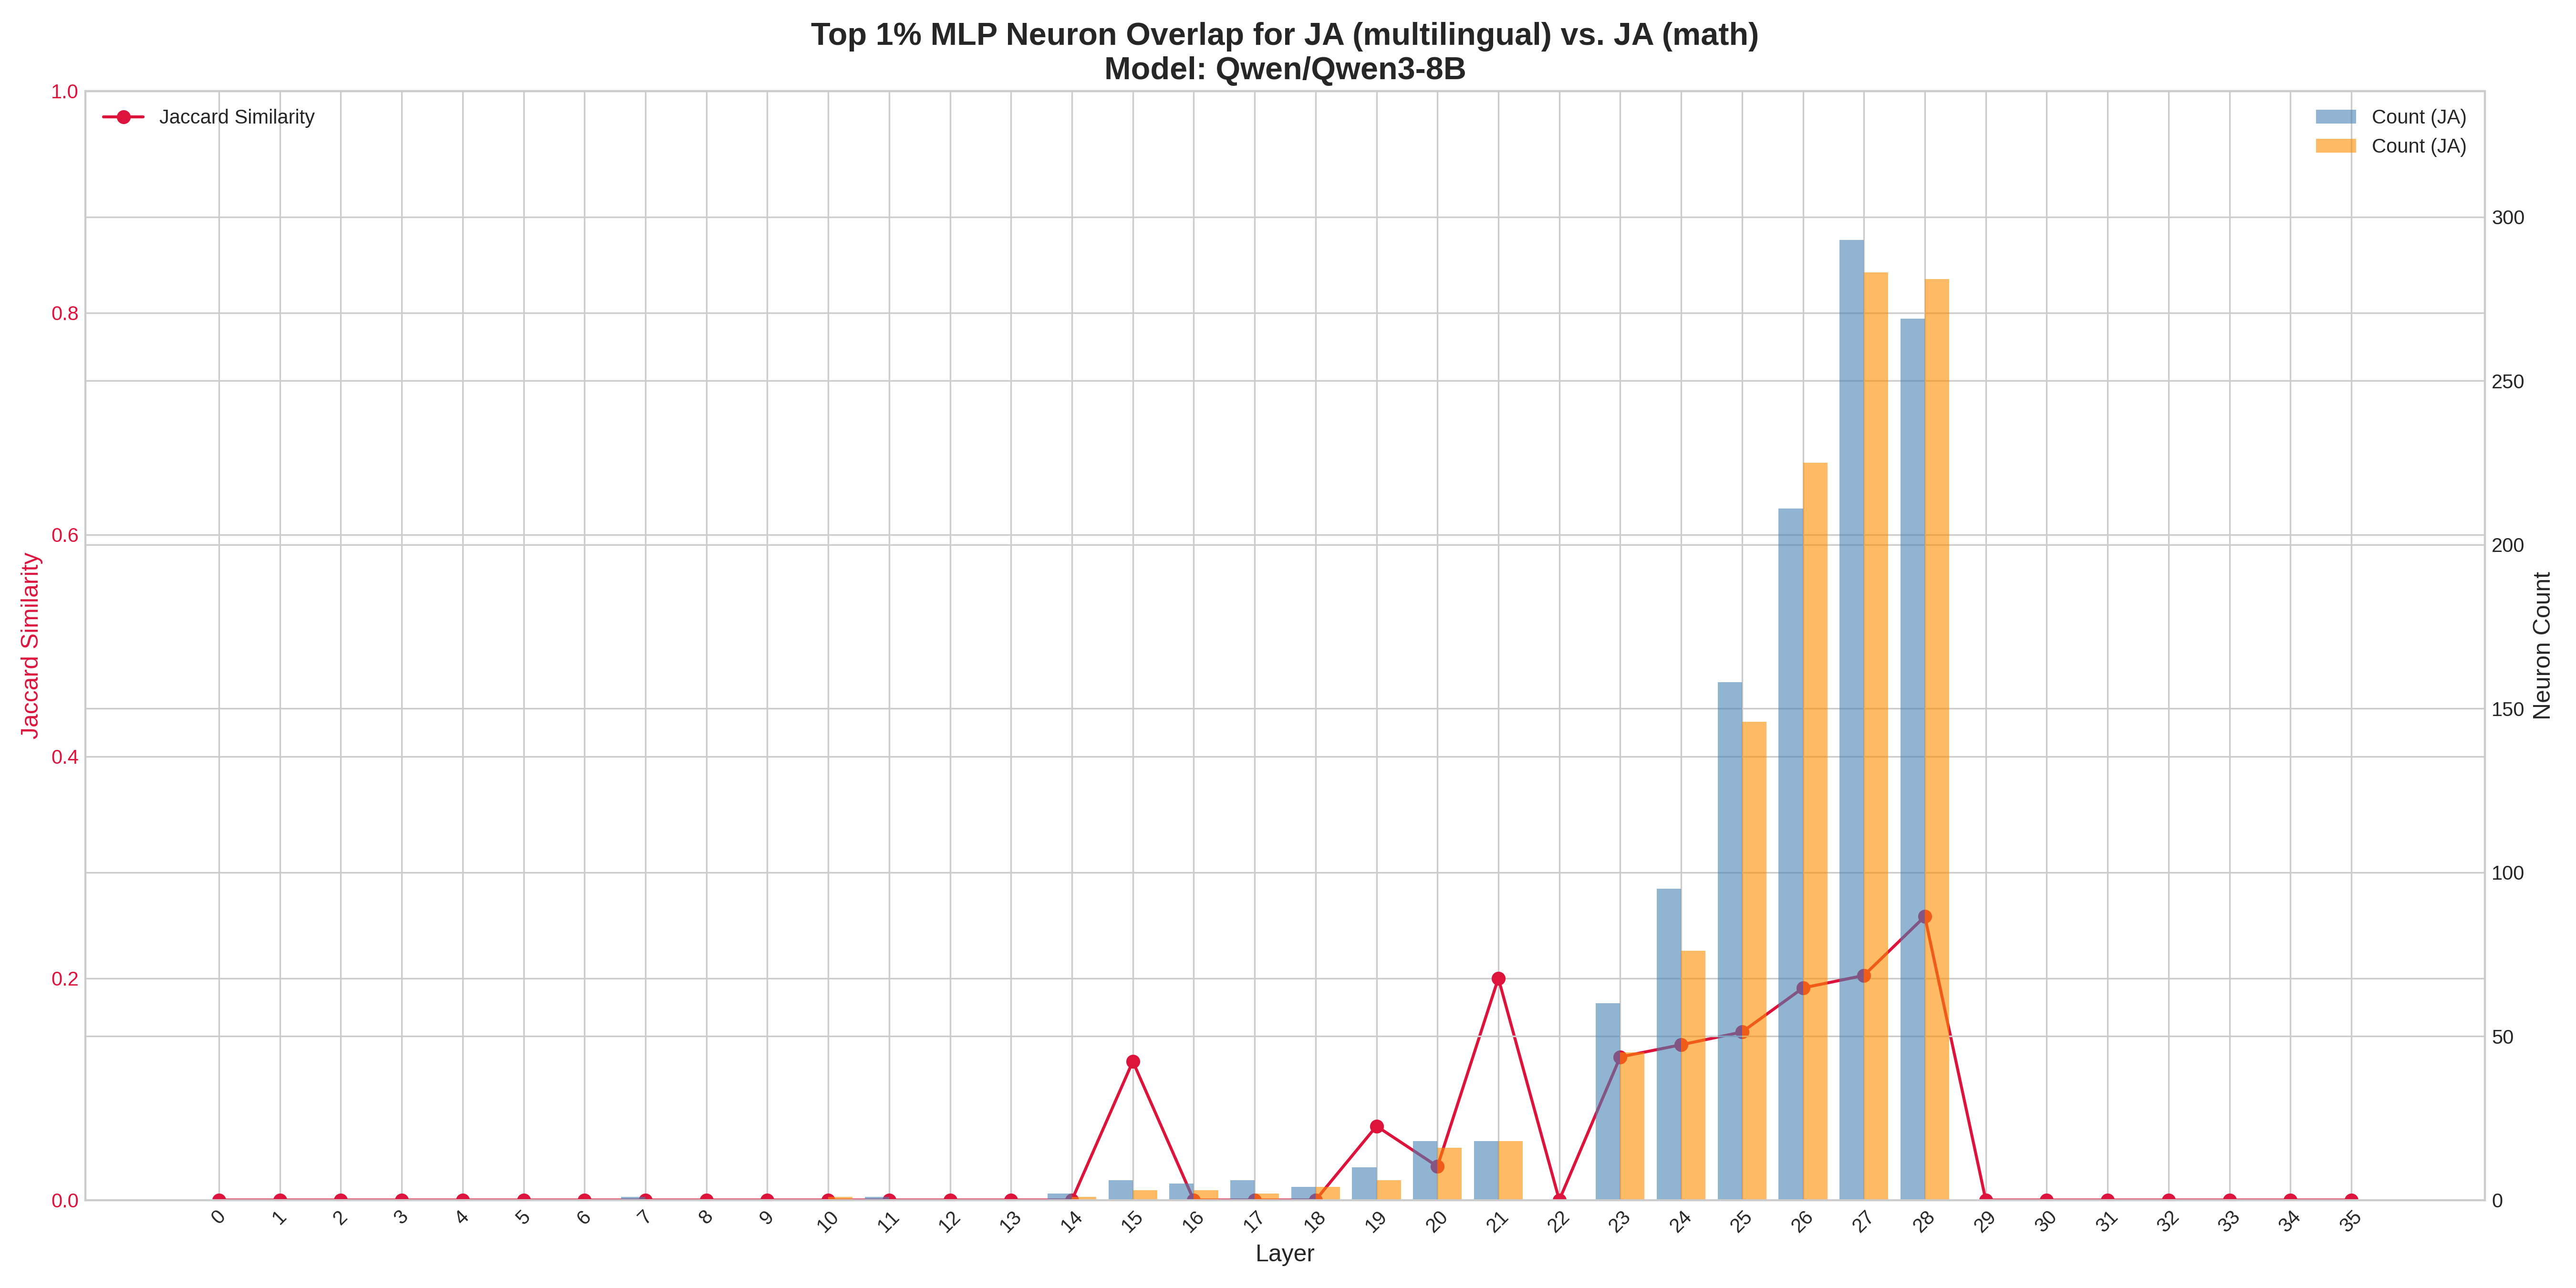 Top 1% MLP Neuron Overlap for JA (multilingual) vs. JA (math)
Model: Qwen/Qwen3-8B
Jaccard Similarity
Count (JA)
Count (JA)
Jaccard Similarity
1.0
0.8
0.6
0.4
0.2
0.0
300
250
200
150
100
50
0
Neuron Count
0 1 2 3 4 5 6 7 8 9 10 11 12 13 14 15 16 17 18 19 20 21 22 23 24 25 26 27 28 29 30 31 32 33 34 35
Layer